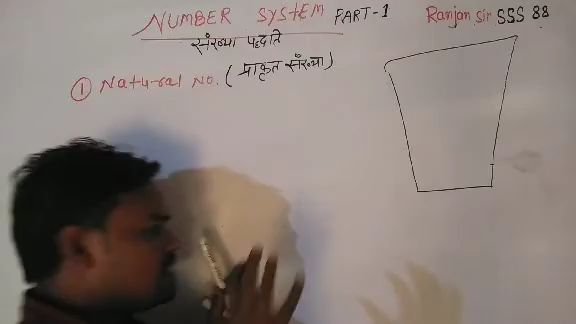 NUMBER SYSTEM PART-1
Ranjan Sir SSS 88
संख्या पद्धति
① Natural No. (प्राकृत संख्या)